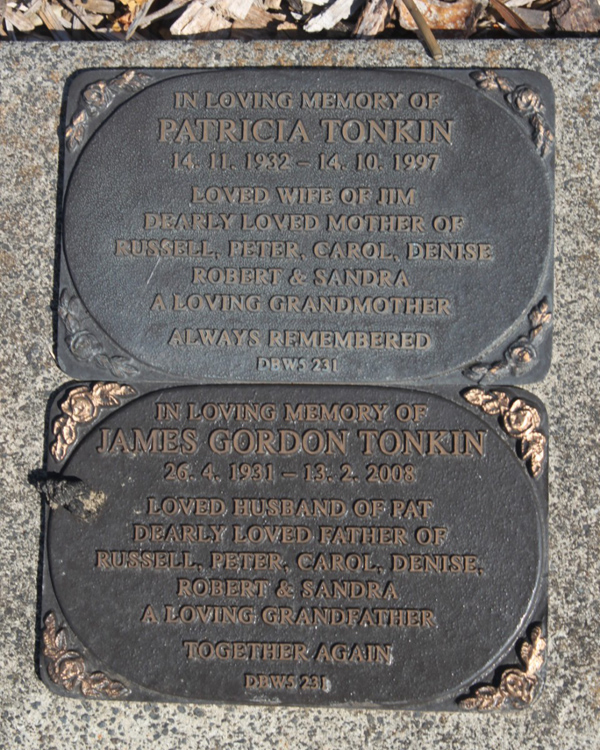 IN LOVING MEMORY OF
PATRICIA TONKIN
14. 11. 1932 – 14. 10. 1997
LOVED WIFE OF JIM
DEARLY LOVED MOTHER OF
RUSSELL, PETER, CAROL, DENISE
ROBERT & SANDRA
A LOVING GRANDMOTHER
ALWAYS REMEMBERED
DBW5 231
IN LOVING MEMORY OF
JAMES GORDON TONKIN
26. 4. 1931 – 13. 2. 2008
LOVED HUSBAND OF PAT
DEARLY LOVED FATHER OF
RUSSELL, PETER, CAROL, DENISE,
ROBERT & SANDRA
A LOVING GRANDFATHER
TOGETHER AGAIN
DBW5 231